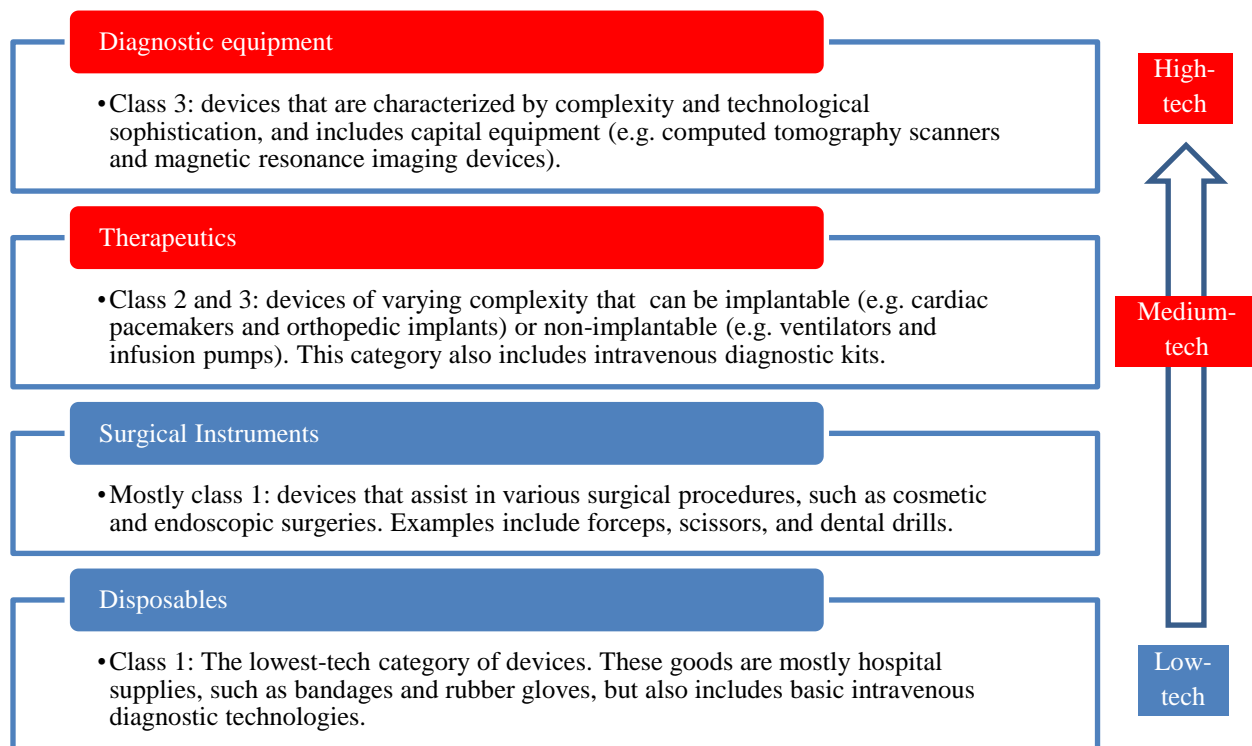 Diagnostic equipment
•Class 3: devices that are characterized by complexity and technological
sophistication, and includes capital equipment (e.g. computed tomography scanners
and magnetic resonance imaging devices).
High-
tech
Therapeutics
•Class 2 and 3: devices of varying complexity that  can be implantable (e.g. cardiac
pacemakers and orthopedic implants) or non-implantable (e.g. ventilators and
infusion pumps). This category also includes intravenous diagnostic kits.
Medium-
tech
Surgical Instruments
•Mostly class 1: devices that assist in various surgical procedures, such as cosmetic
and endoscopic surgeries. Examples include forceps, scissors, and dental drills.
Disposables
•Class 1: The lowest-tech category of devices. These goods are mostly hospital
supplies, such as bandages and rubber gloves, but also includes basic intravenous
diagnostic technologies.
Low-
tech